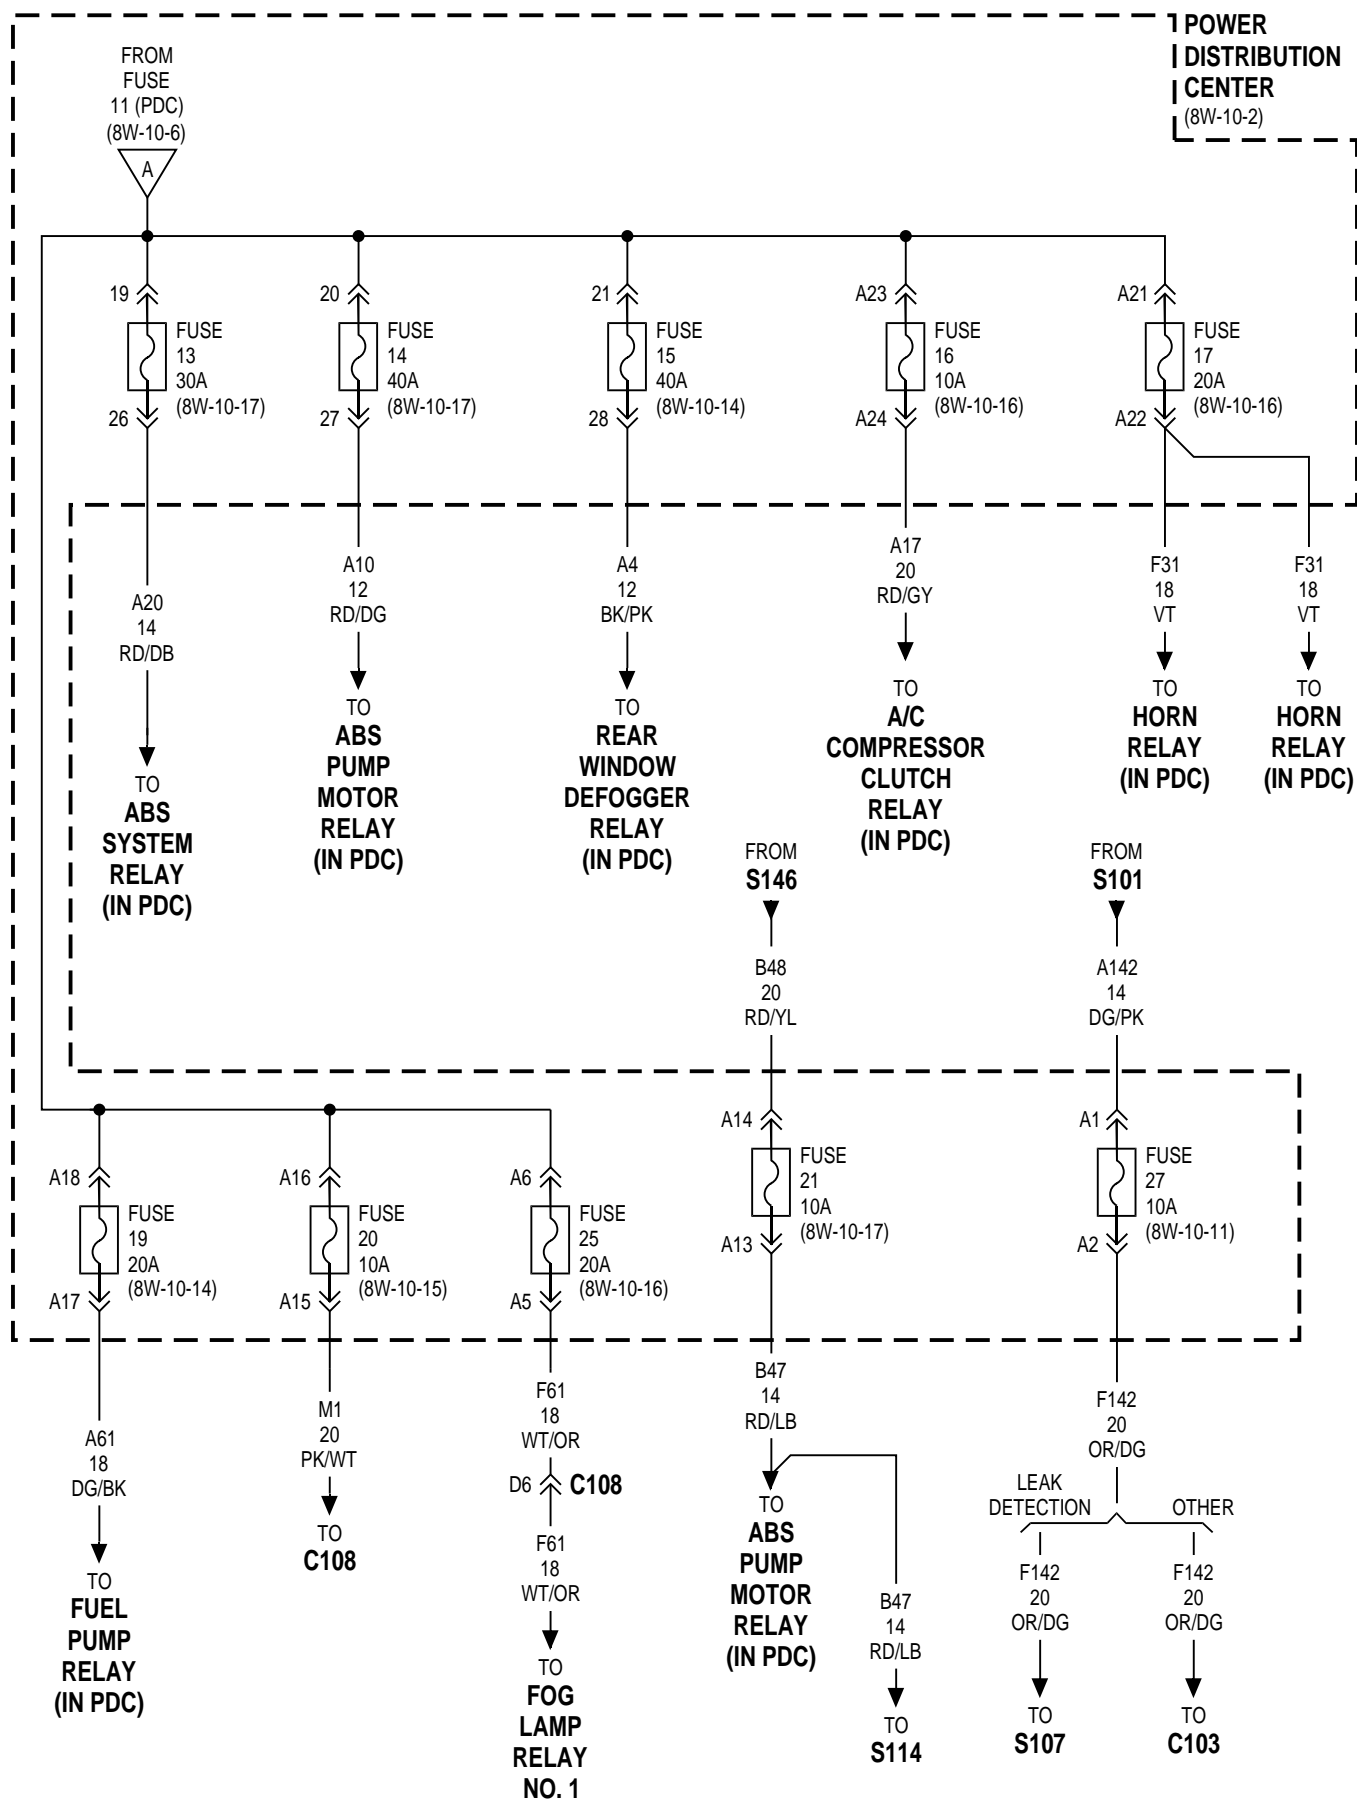 POWER
DISTRIBUTION
CENTER
(8W-10-2)
FROM
FUSE
11 (PDC)
(8W-10-6)
A
19
FUSE
13
30A
(8W-10-17)
26
20
FUSE
14
40A
(8W-10-17)
27
21
FUSE
15
40A
(8W-10-14)
28
A23
FUSE
16
10A
(8W-10-16)
A24
A21
FUSE
17
20A
(8W-10-16)
A22
A20
14
RD/DB
TO
ABS
SYSTEM
RELAY
(IN PDC)
A10
12
RD/DG
TO
ABS
PUMP
MOTOR
RELAY
(IN PDC)
A4
12
BK/PK
TO
REAR
WINDOW
DEFOGGER
RELAY
(IN PDC)
A17
20
RD/GY
TO
A/C
COMPRESSOR
CLUTCH
RELAY
(IN PDC)
F31
18
VT
TO
HORN
RELAY
(IN PDC)
F31
18
VT
TO
HORN
RELAY
(IN PDC)
FROM
S146
B48
20
RD/YL
FROM
S101
A142
14
DG/PK
A18
FUSE
19
20A
(8W-10-14)
A17
A16
FUSE
20
10A
(8W-10-15)
A15
A6
FUSE
25
20A
(8W-10-16)
A5
A14
FUSE
21
10A
(8W-10-17)
A13
A1
FUSE
27
10A
(8W-10-11)
A2
A61
18
DG/BK
TO
FUEL
PUMP
RELAY
(IN PDC)
M1
20
PK/WT
TO
C108
F61
18
WT/OR
D6
C108
F61
18
WT/OR
TO
FOG
LAMP
RELAY
NO. 1
B47
14
RD/LB
TO
ABS
PUMP
MOTOR
RELAY
(IN PDC)
B47
14
RD/LB
TO
S114
F142
20
OR/DG
LEAK
DETECTION
OTHER
F142
20
OR/DG
TO
S107
F142
20
OR/DG
TO
C103